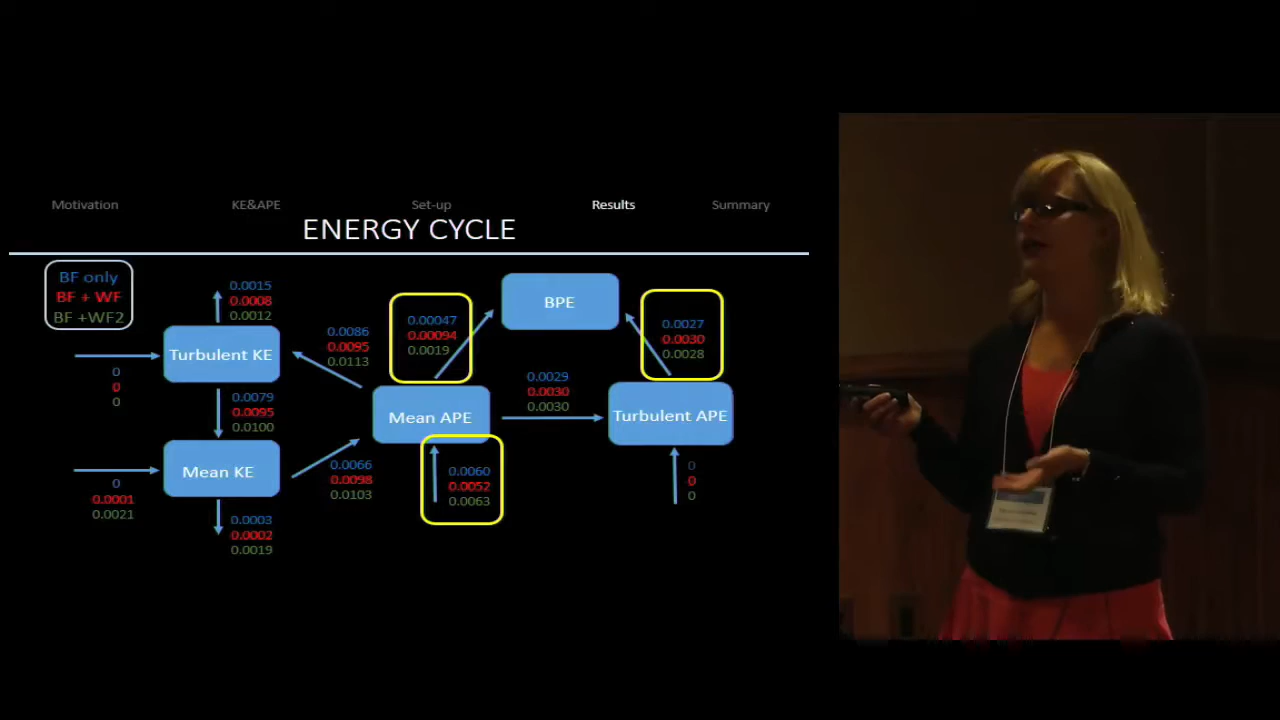 Motivation
KE&APE
Set-up
Results
Summary
ENERGY CYCLE
BF only
BF + WF
BF +WF2
0.0015
0.0008
0.0012
Turbulent KE
0
0
0
0.0079
0.0095
0.0100
Mean KE
0
0.0001
0.0021
0.0003
0.0002
0.0019
0.0086
0.0095
0.0113
0.0066
0.0098
0.0103
0.00047
0.00094
0.0019
Mean APE
0.0060
0.0052
0.0063
BPE
0.0029
0.0030
0.0030
0.0027
0.0030
0.0028
Turbulent APE
0
0
0